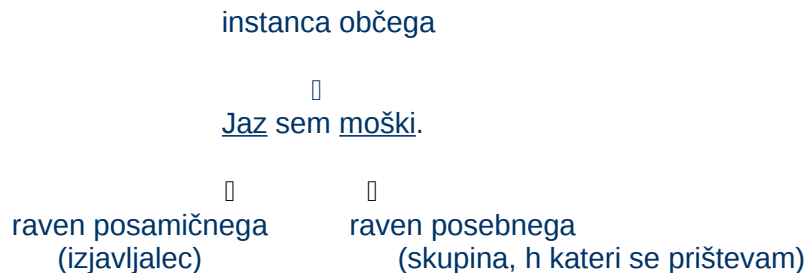 instanca občega
Jaz sem moški.
raven posamičnega raven posebnega
(izjavljalec) (skupina, h kateri se prištevam)